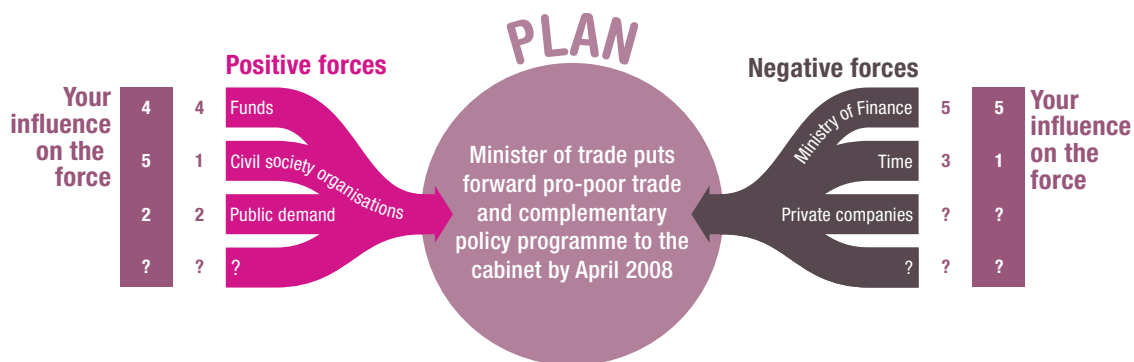 PLAN
Positive forces
Negative forces
Your
influence
on the
force
4 4 Funds
5 1 Civil society organisations
2 2 Public demand
? ? ?
Minister of trade puts
forward pro-poor trade
and complementary
policy programme to the
cabinet by April 2008
Ministry of Finance 5 5
Time 3 1
Private companies ? ?
? ? ?
Your
influence
on the
force